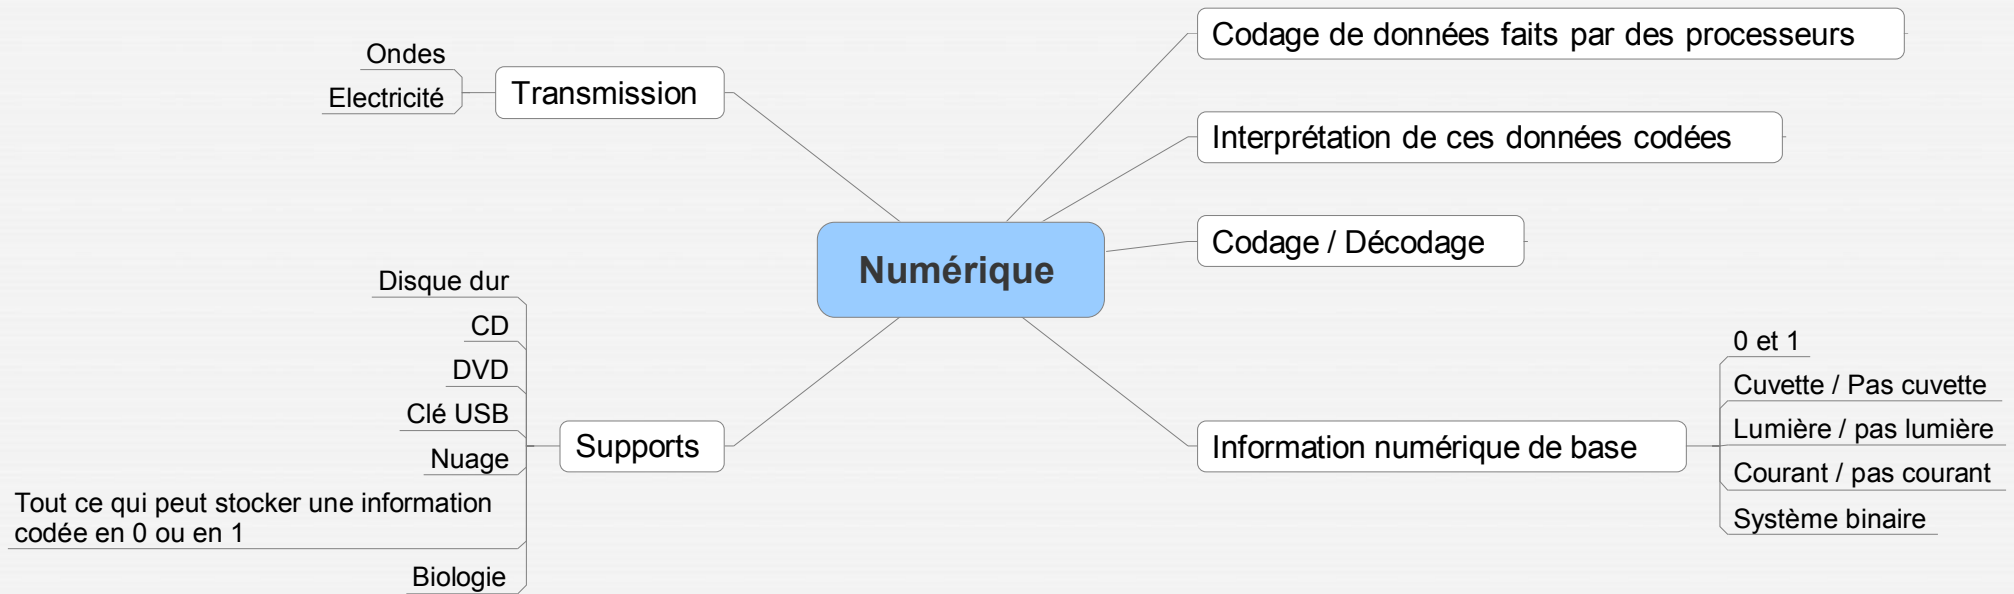 Numérique
Codage de données faits par des processeurs
Interprétation de ces données codées
Codage / Décodage
Information numérique de base
0 et 1
Cuvette / Pas cuvette
Lumière / pas lumière
Courant / pas courant
Système binaire
Transmission
Ondes
Electricité
Supports
Disque dur
CD
DVD
Clé USB
Nuage
Tout ce qui peut stocker une information
codée en 0 ou en 1
Biologie